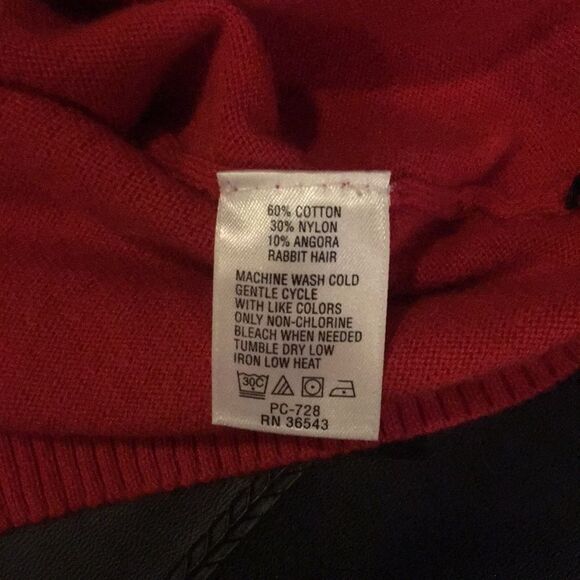 60% COTTON
30% NYLON
10% ANGORA
RABBIT HAIR
MACHINE WASH COLD
GENTLE CYCLE
WITH LIKE COLORS
ONLY NON-CHLORINE
BLEACH WHEN NEEDED
TUMBLE DRY LOW
IRON LOW HEAT
30C
PC-728
RN 36543